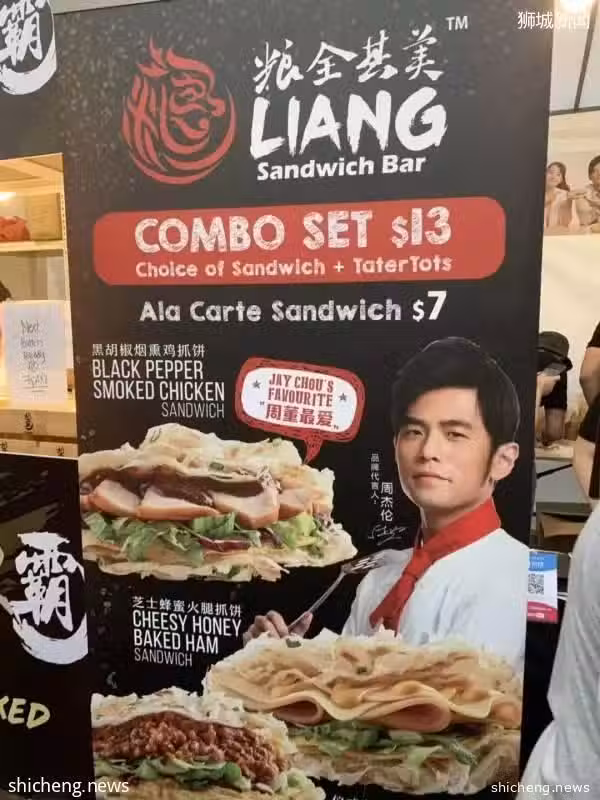 狮城新闻
霸
粮全其美
TM
LIANG
Sandwich Bar
COMBO SET $13
Choice of Sandwich + TaterTots
Ala Carte Sandwich $7
黑胡椒烟熏鸡抓饼
BLACK PEPPER
SMOKED CHICKEN
SANDWICH
JAY CHOU'S
FAVOURITE
"周董最爱"
品牌代言人：
周杰伦
Next
霸
芝士蜂蜜火腿抓饼
CHEESY HONEY
BAKED HAM
SANDWICH
KED
shicheng.news
shicheng.news